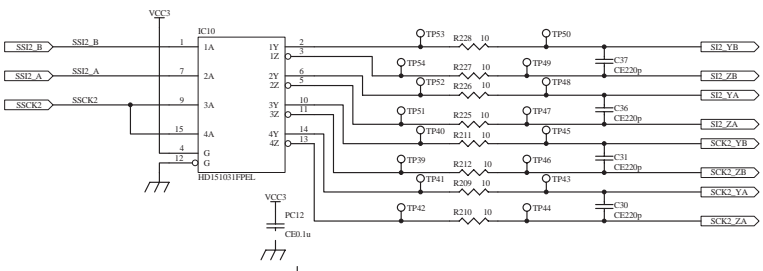 VCC3
IC10
TP53
R228 10
TP50
SSI2_B
SSI2_B
1
1A
1Y
2
SI2_YB
1Z
3
TP54
R227 10
TP49
C37
CE220p
SSI2_A
SSI2_A
7
2A
2Y
6
SI2_ZB
2Z
5
TP52
R226 10
TP48
SI2_YA
SSCK2
SSCK2
9
3A
3Y
10
TP51
TP47
C36
CE220p
3Z
11
R225 10
SI2_ZA
15
4A
4Y
14
TP40
R211 10
TP45
SCK2_YB
4Z
13
4
G
12
G
TP39
R212 10
TP46
C31
CE220p
HD151031FPEL
SCK2_ZB
TP41
R209 10
TP43
SCK2_YA
VCC3
PC12
CE0.1u
TP42
R210 10
TP44
C30
CE220p
SCK2_ZA